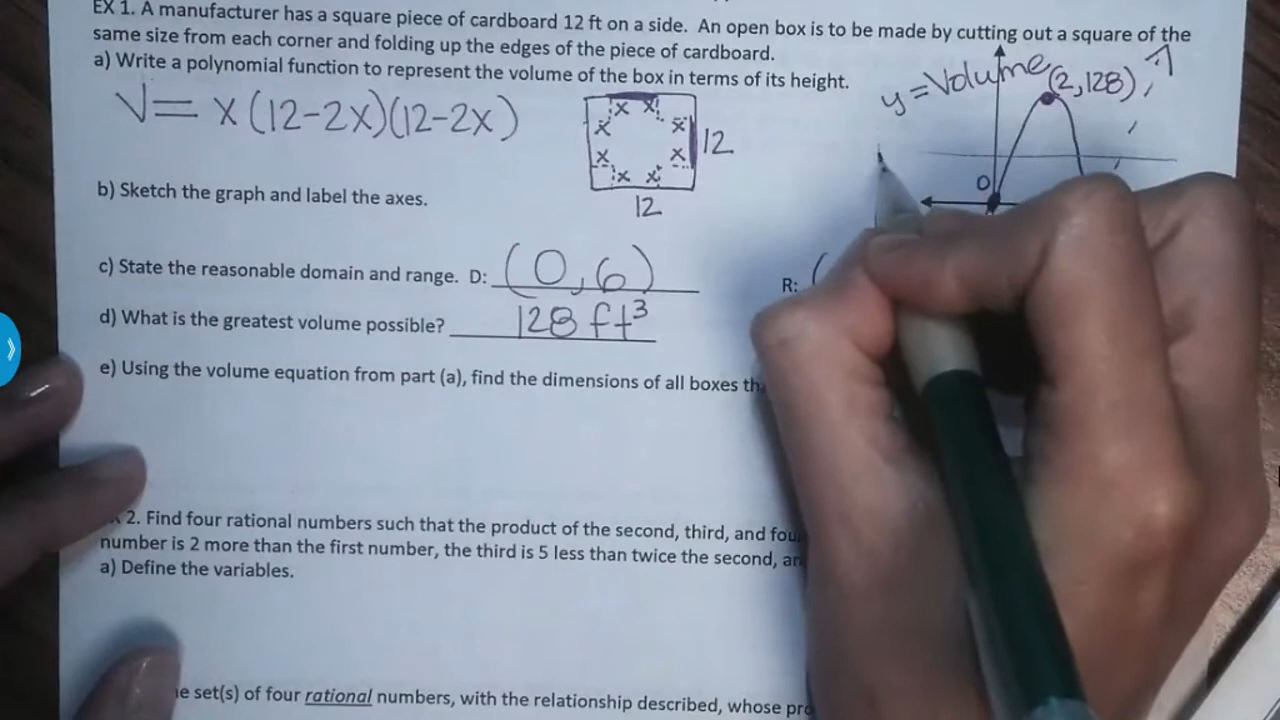 EX 1. A manufacturer has a square piece of cardboard 12 ft on a side. An open box is to be made by cutting out a square of the
same size from each corner and folding up the edges of the piece of cardboard.
a) Write a polynomial function to represent the volume of the box in terms of its height.
y = Volume (2,128)
V = x(12-2x)(12-2x)
x x
x x
x x
x x
12
12
0
b) Sketch the graph and label the axes.
c) State the reasonable domain and range. D: (0,6) R: (
d) What is the greatest volume possible? 128 ft³
e) Using the volume equation from part (a), find the dimensions of all boxes
2. Find four rational numbers such that the product of the second, third, and
number is 2 more than the first number, the third is 5 less than twice the second,
a) Define the variables.
set(s) of four rational numbers, with the relationship described, whose